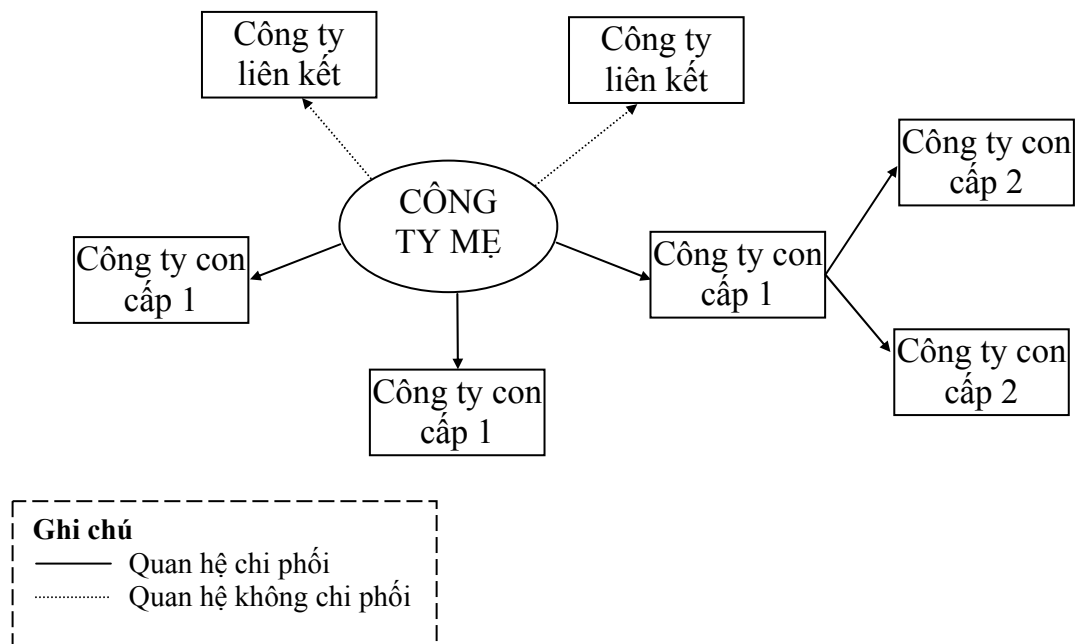 Công ty
liên kết
Công ty
liên kết
Công ty con
cấp 2
CÔNG
TY MẸ
Công ty con
cấp 1
Công ty con
cấp 1
Công ty con
cấp 2
Công ty con
cấp 1
Ghi chú
Quan hệ chi phối
Quan hệ không chi phối